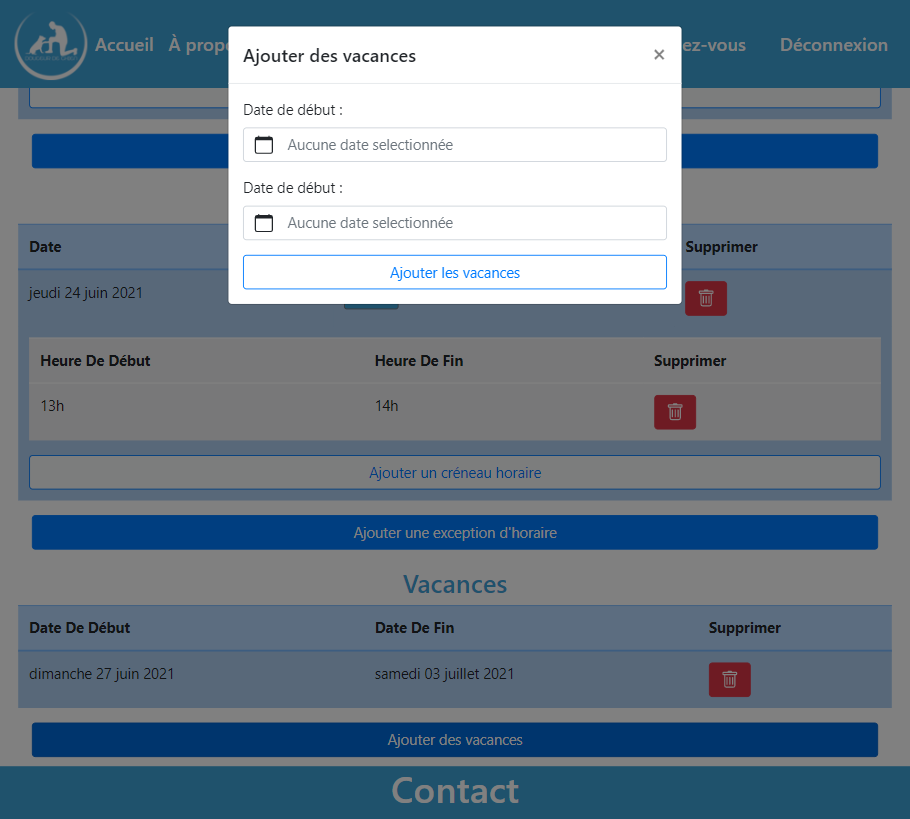 Accueil À prop ez-vous Déconnexion
Ajouter des vacances ×
Date de début :
Aucune date selectionnée
Date de début :
Aucune date selectionnée
Ajouter les vacances
Date Supprimer
jeudi 24 juin 2021
Heure De Début Heure De Fin Supprimer
13h 14h
Ajouter un créneau horaire
Ajouter une exception d'horaire
Vacances
Date De Début Date De Fin Supprimer
dimanche 27 juin 2021 samedi 03 juillet 2021
Ajouter des vacances
Contact